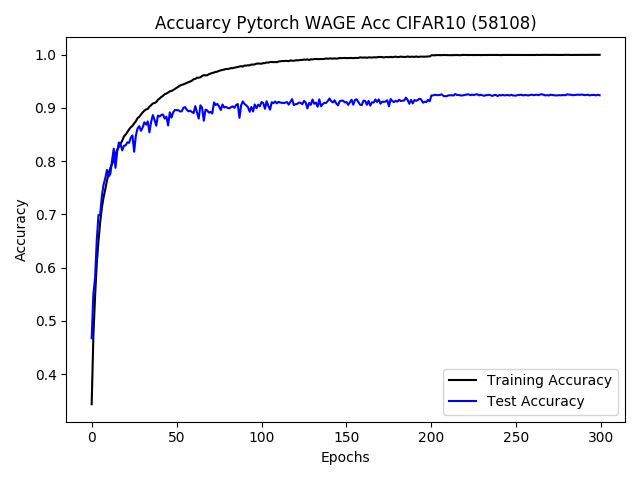 Accuarcy Pytorch WAGE Acc CIFAR10 (58108)
Accuracy
1.0
0.9
0.8
0.7
0.6
0.5
0.4
Training Accuracy
Test Accuracy
0
50
100
150
200
250
300
Epochs